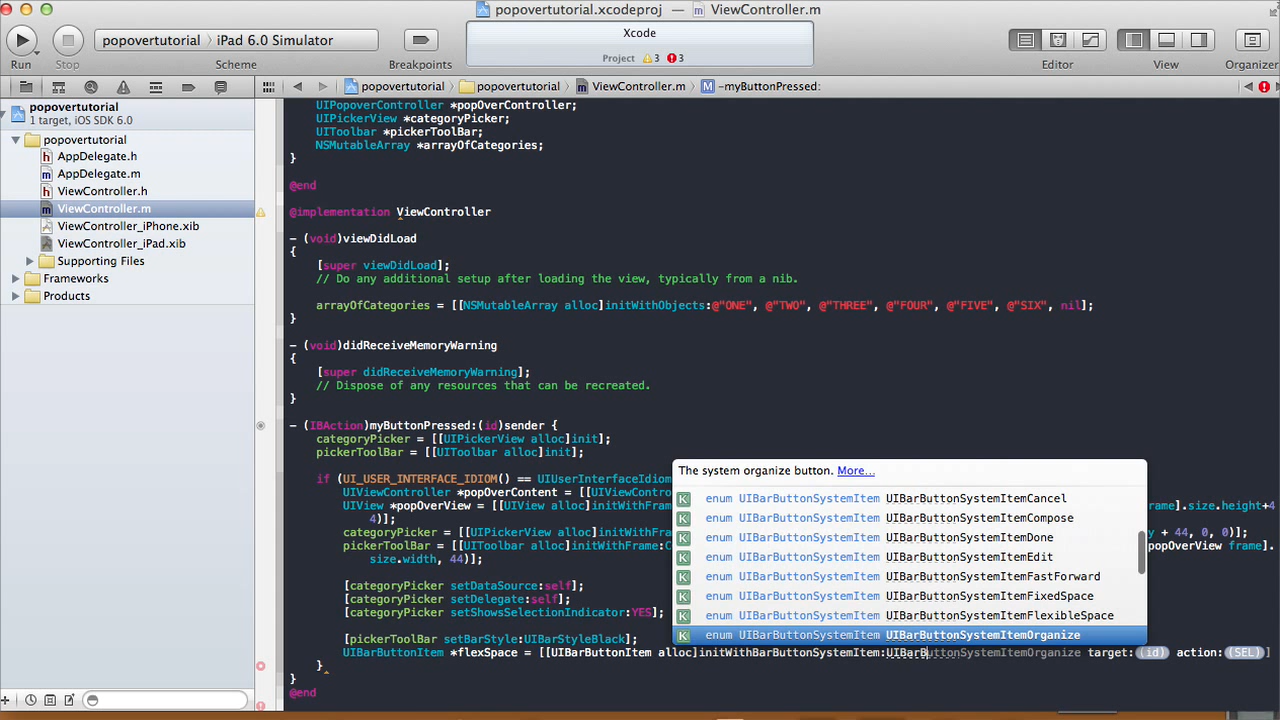 popovertutorial.xcodeproj — ViewController.m
popovertutorial › iPad 6.0 Simulator
Xcode
Project 3 3
Run Stop Scheme Breakpoints Editor View Organizer
popovertutorial › popovertutorial › ViewController.m › -myButtonPressed:
popovertutorial
1 target, iOS SDK 6.0
popovertutorial
AppDelegate.h
AppDelegate.m
ViewController.h
ViewController.m
ViewController_iPhone.xib
ViewController_iPad.xib
Supporting Files
Frameworks
Products
UIPopoverController *popOverController;
UIPickerView *categoryPicker;
UIToolbar *pickerToolBar;
NSMutableArray *arrayOfCategories;
}
@end
@implementation ViewController
- (void)viewDidLoad
{
[super viewDidLoad];
// Do any additional setup after loading the view, typically from a nib.
arrayOfCategories = [[NSMutableArray alloc]initWithObjects:@"ONE", @"TWO", @"THREE", @"FOUR", @"FIVE", @"SIX", nil];
}
- (void)didReceiveMemoryWarning
{
[super didReceiveMemoryWarning];
// Dispose of any resources that can be recreated.
}
- (IBAction)myButtonPressed:(id)sender {
categoryPicker = [[UIPickerView alloc]init];
pickerToolBar = [[UIToolbar alloc]init];
if (UI_USER_INTERFACE_IDIOM() == UIUserInterfaceIdiom
UIViewController *popOverContent = [[UIViewContro
UIView *popOverView = [[UIView alloc]initWithFram frame].size.height+4
4)];
categoryPicker = [[UIPickerView alloc]initWithFra y + 44, 0, 0)];
pickerToolBar = [[UIToolbar alloc]initWithFrame:C popOverView frame].
size.width, 44)];
[categoryPicker setDataSource:self];
[categoryPicker setDelegate:self];
[categoryPicker setShowsSelectionIndicator:YES];
[pickerToolBar setBarStyle:UIBarStyleBlack];
UIBarButtonItem *flexSpace = [[UIBarButtonItem alloc]initWithBarButtonSystemItem:UIBarButtonSystemItemOrganize target:(id) action:(SEL)]
}
}
@end
The system organize button. More...
K enum UIBarButtonSystemItem UIBarButtonSystemItemCancel
K enum UIBarButtonSystemItem UIBarButtonSystemItemCompose
K enum UIBarButtonSystemItem UIBarButtonSystemItemDone
K enum UIBarButtonSystemItem UIBarButtonSystemItemEdit
K enum UIBarButtonSystemItem UIBarButtonSystemItemFastForward
K enum UIBarButtonSystemItem UIBarButtonSystemItemFixedSpace
K enum UIBarButtonSystemItem UIBarButtonSystemItemFlexibleSpace
K enum UIBarButtonSystemItem UIBarButtonSystemItemOrganize